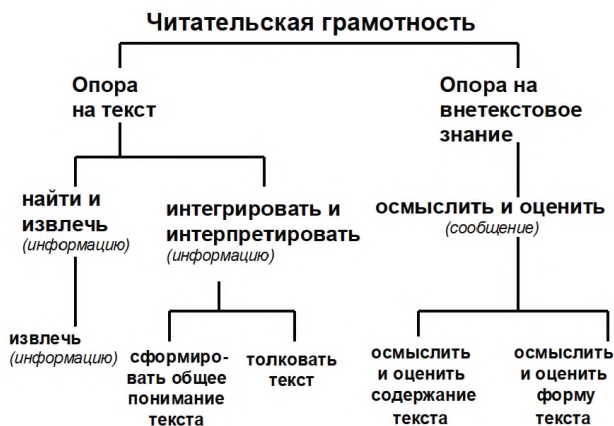 Читательская грамотность
Опора
на текст
Опора на
внетекстовое
знание
найти и
извлечь
(информацию)
интегрировать и
интерпретировать
(информацию)
осмыслить и оценить
(сообщение)
извлечь
(информацию)
сформиро-
вать общее
понимание
текста
толковать
текст
осмыслить
и оценить
содержание
текста
осмыслить
и оценить
форму
текста